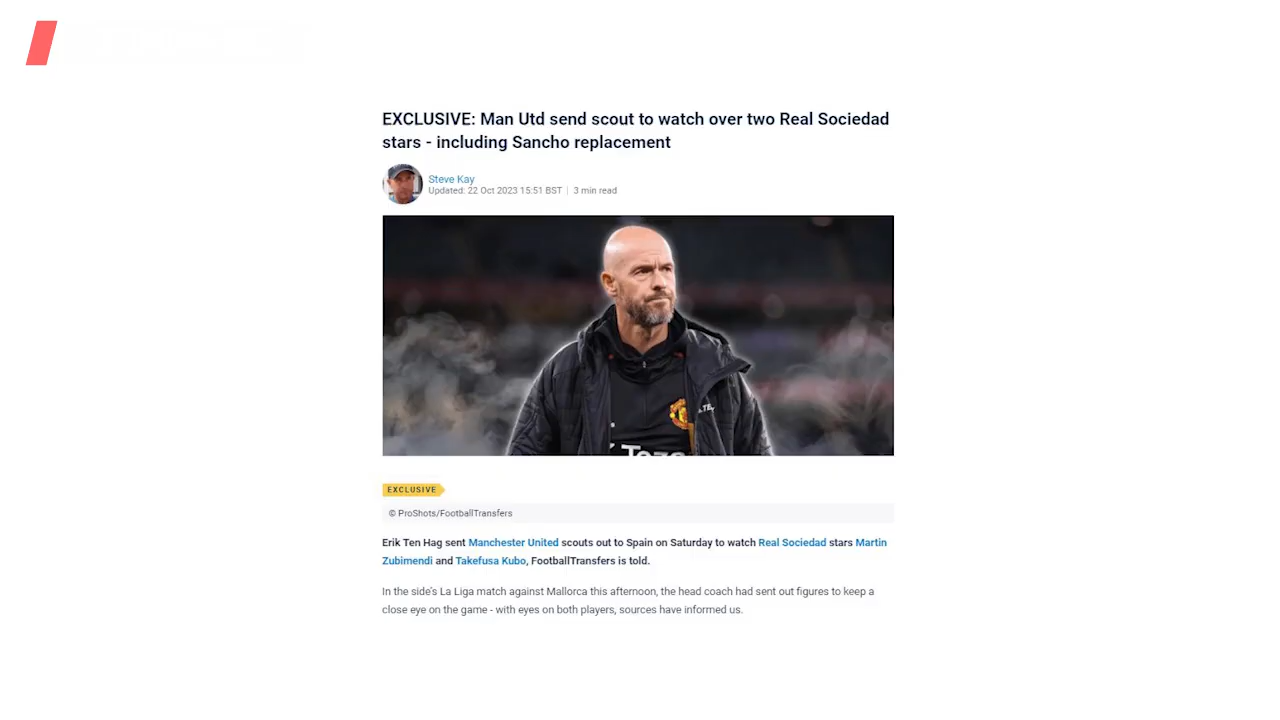 EXCLUSIVE: Man Utd send scout to watch over two Real Sociedad
stars - including Sancho replacement
Steve Kay
Updated: 22 Oct 2023 15:51 BST | 3 min read
EXCLUSIVE
© ProShots/FootballTransfers
Erik Ten Hag sent Manchester United scouts out to Spain on Saturday to watch Real Sociedad stars Martin
Zubimendi and Takefusa Kubo, FootballTransfers is told.
In the side's La Liga match against Mallorca this afternoon, the head coach had sent out figures to keep a
close eye on the game - with eyes on both players, sources have informed us.